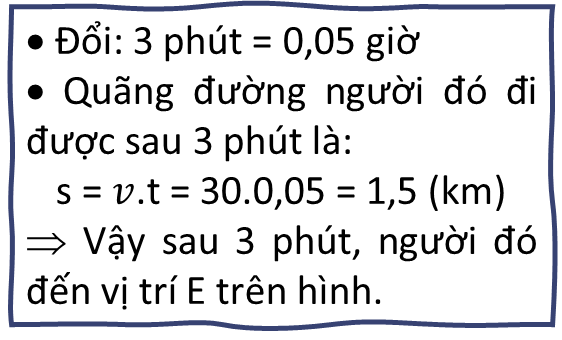 • Đổi: 3 phút = 0,05 giờ
• Quãng đường người đó đi
được sau 3 phút là:
s = 𝑣.t = 30.0,05 = 1,5 (km)
⟹ Vậy sau 3 phút, người đó
đến vị trí E trên hình.